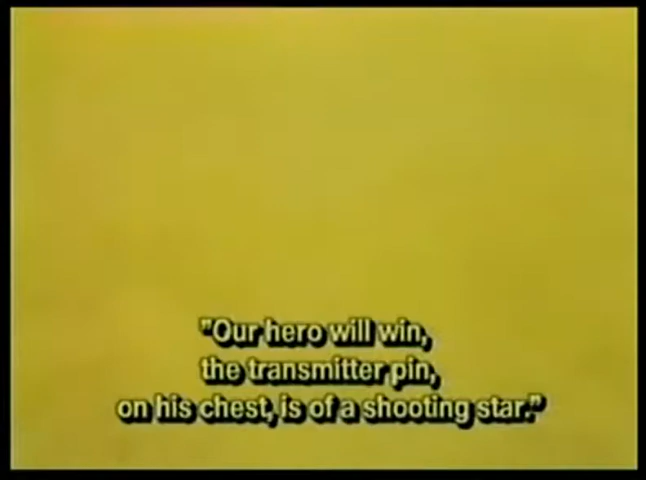 "Our hero will win,
the transmitter pin,
on his chest, is of a shooting star."